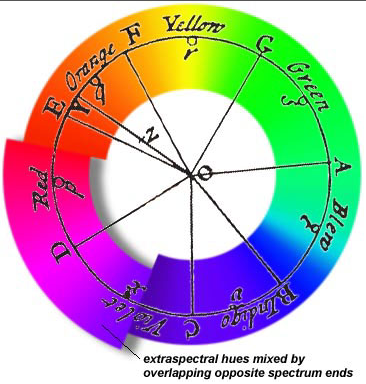 Yellow
F
G
r
Orange
q
Green
s
E
Y
Z
O
A
Red
p
Blew
D
x
Violet
C
v
Indigo
B
extraspectral hues mixed by
overlapping opposite spectrum ends